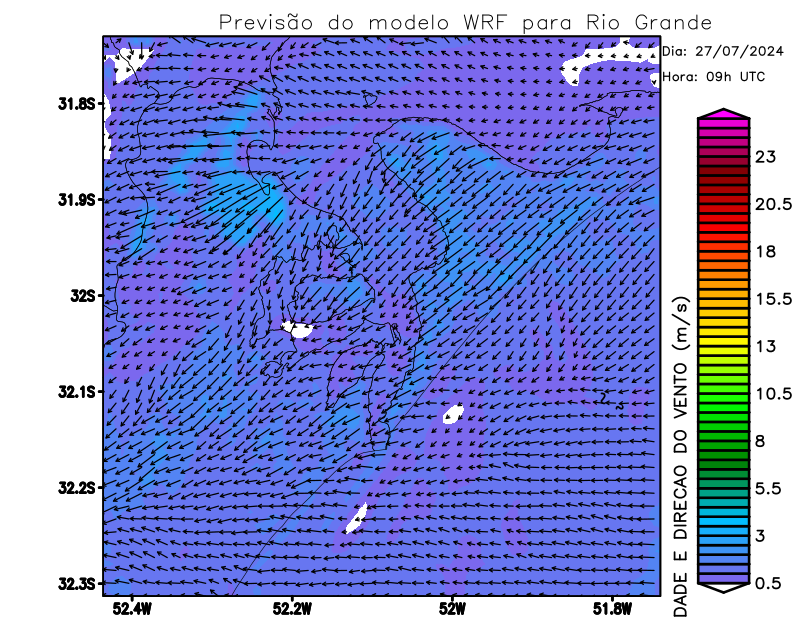 Previsão do modelo WRF para Rio Grande
Dia: 27/07/2024
Hora: 09h UTC
31.8S
31.9S
32S
32.1S
32.2S
32.3S
52.4W
52.2W
52W
51.8W
23
20.5
18
15.5
13
10.5
8
5.5
3
0.5
DADE E DIRECAO DO VENTO (m/s)